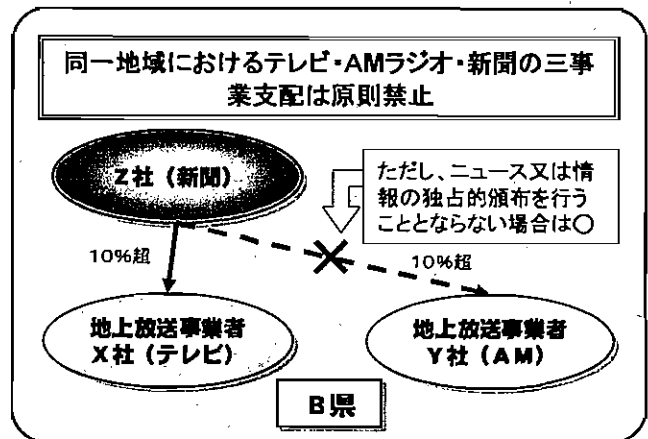 同一地域におけるテレビ・AMラジオ・新聞の三事
業支配は原則禁止
Z社（新聞）
ただし、ニュース又は情
報の独占的頒布を行う
こととならない場合は○
10%超
10%超
地上放送事業者
X社（テレビ）
地上放送事業者
Y社（AM）
B県